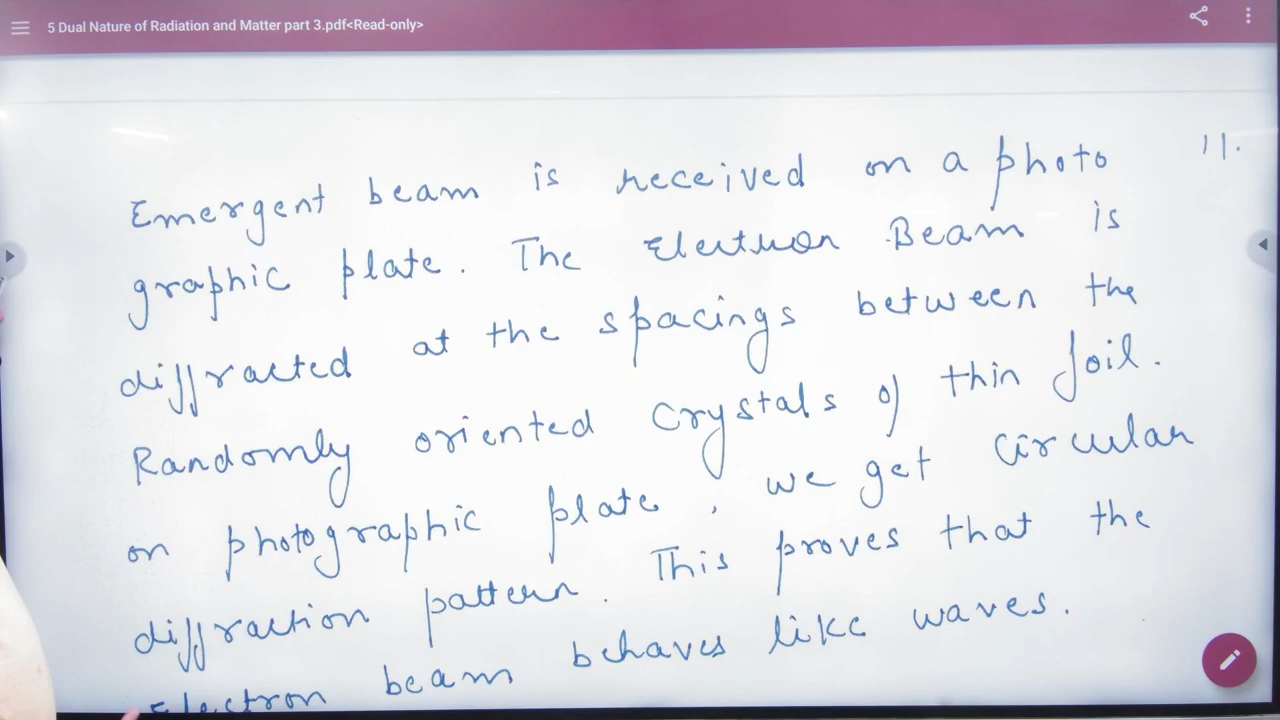 5 Dual Nature of Radiation and Matter part 3.pdf<Read-only>
11.
Emergent beam is received on a photo
graphic plate. The Electron Beam is
diffracted at the spacings between the
Randomly oriented crystals of thin foil.
on photographic plate, we get circular
diffraction pattern. This proves that the
Electron beam behaves like waves.